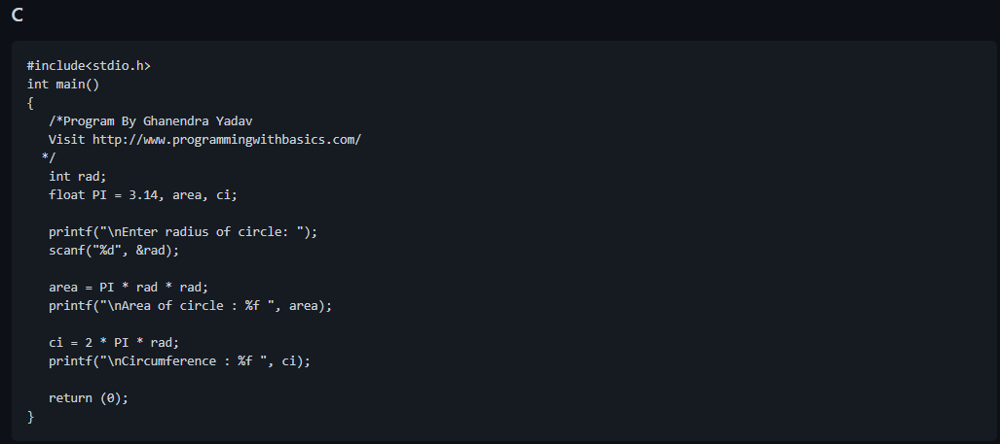 C
#include<stdio.h>
int main()
{
/*Program By Ghanendra Yadav
Visit http://www.programmingwithbasics.com/
*/
int rad;
float PI = 3.14, area, ci;
printf("\nEnter radius of circle: ");
scanf("%d", &rad);
area = PI * rad * rad;
printf("\nArea of circle : %f ", area);
ci = 2 * PI * rad;
printf("\nCircumference : %f ", ci);
return (0);
}